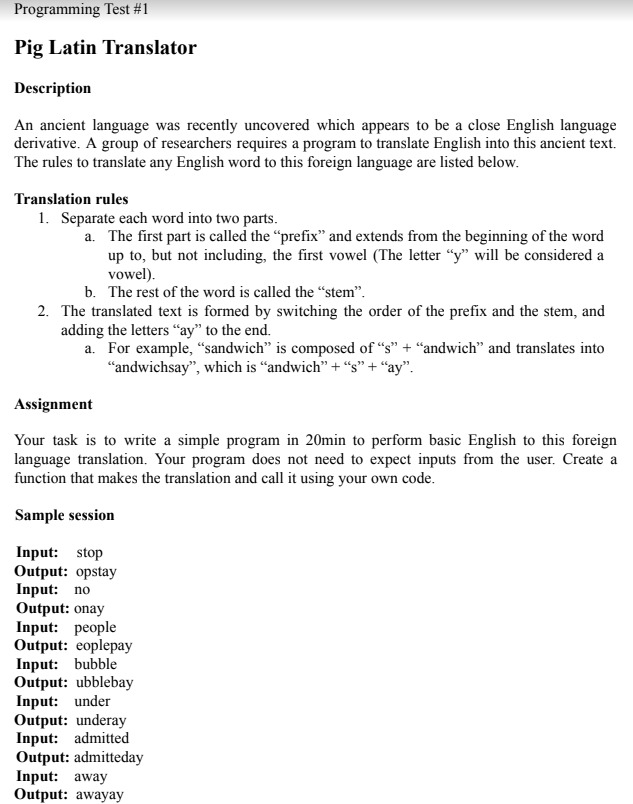 Programming Test #1
Pig Latin Translator
Description
An ancient language was recently uncovered which appears to be a close English language
derivative. A group of researchers requires a program to translate English into this ancient text.
The rules to translate any English word to this foreign language are listed below.
Translation rules
1. Separate each word into two parts.
a. The first part is called the “prefix” and extends from the beginning of the word
up to, but not including, the first vowel (The letter “y” will be considered a
vowel).
b. The rest of the word is called the “stem”.
2. The translated text is formed by switching the order of the prefix and the stem, and
adding the letters “ay” to the end.
a. For example, “sandwich” is composed of “s” + “andwich” and translates into
“andwichsay”, which is “andwich” + “s” + “ay”.
Assignment
Your task is to write a simple program in 20min to perform basic English to this foreign
language translation. Your program does not need to expect inputs from the user. Create a
function that makes the translation and call it using your own code.
Sample session
Input: stop
Output: opstay
Input: no
Output: onay
Input: people
Output: eoplepay
Input: bubble
Output: ubblebay
Input: under
Output: underay
Input: admitted
Output: admitteday
Input: away
Output: awayay